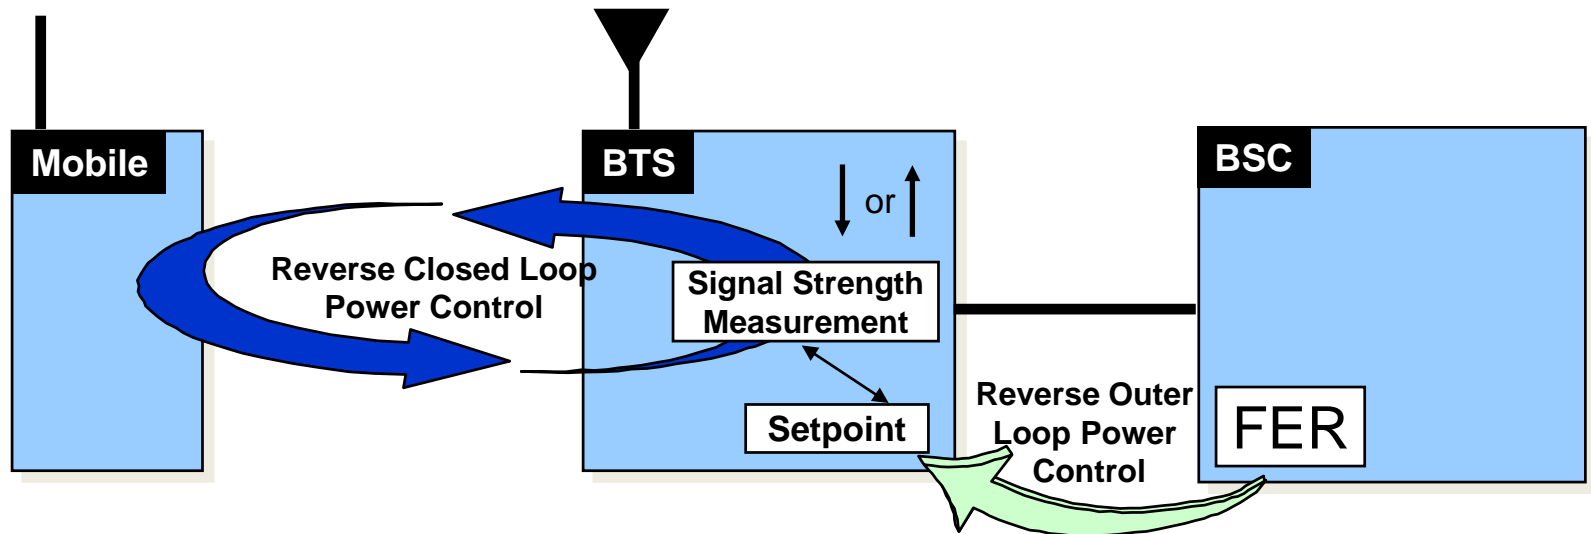 Mobile
BTS
BSC
or
Reverse Closed Loop
Power Control
Signal Strength
Measurement
Setpoint
Reverse Outer
Loop Power
Control
FER